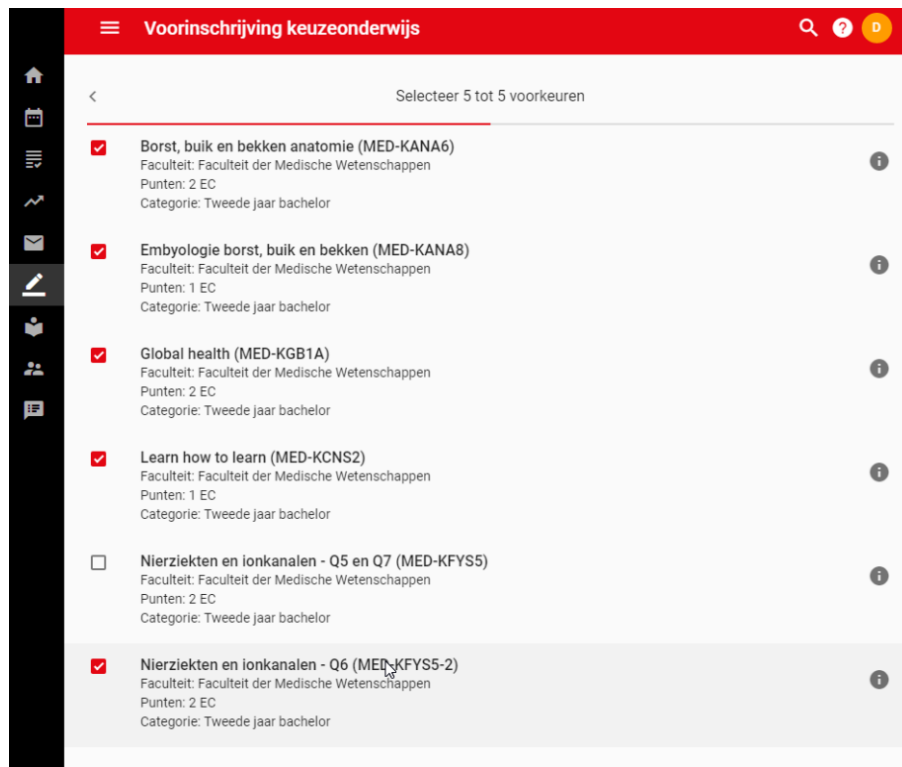 Voorinschrijving keuzeonderwijs
?
D
Selecteer 5 tot 5 voorkeuren
Borst, buik en bekken anatomie (MED-KANA6)
Faculteit: Faculteit der Medische Wetenschappen
Punten: 2 EC
Categorie: Tweede jaar bachelor
Embyologie borst, buik en bekken (MED-KANA8)
Faculteit: Faculteit der Medische Wetenschappen
Punten: 1 EC
Categorie: Tweede jaar bachelor
Global health (MED-KGB1A)
Faculteit: Faculteit der Medische Wetenschappen
Punten: 2 EC
Categorie: Tweede jaar bachelor
Learn how to learn (MED-KCNS2)
Faculteit: Faculteit der Medische Wetenschappen
Punten: 1 EC
Categorie: Tweede jaar bachelor
Nierziekten en ionkanalen - Q5 en Q7 (MED-KFYS5)
Faculteit: Faculteit der Medische Wetenschappen
Punten: 2 EC
Categorie: Tweede jaar bachelor
Nierziekten en ionkanalen - Q6 (MED-KFYS5-2)
Faculteit: Faculteit der Medische Wetenschappen
Punten: 2 EC
Categorie: Tweede jaar bachelor